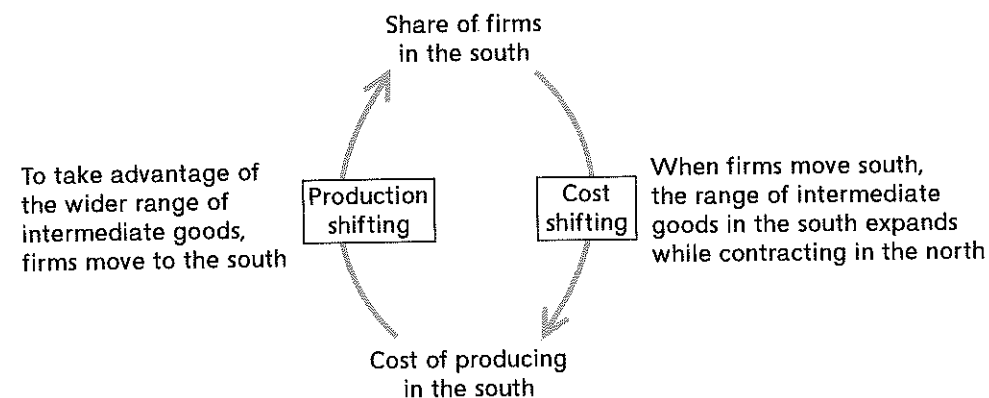 Share of firms
in the south
To take advantage of
the wider range of
intermediate goods,
firms move to the south
Production
shifting
Cost
shifting
When firms move south,
the range of intermediate
goods in the south expands
while contracting in the north
Cost of producing
in the south